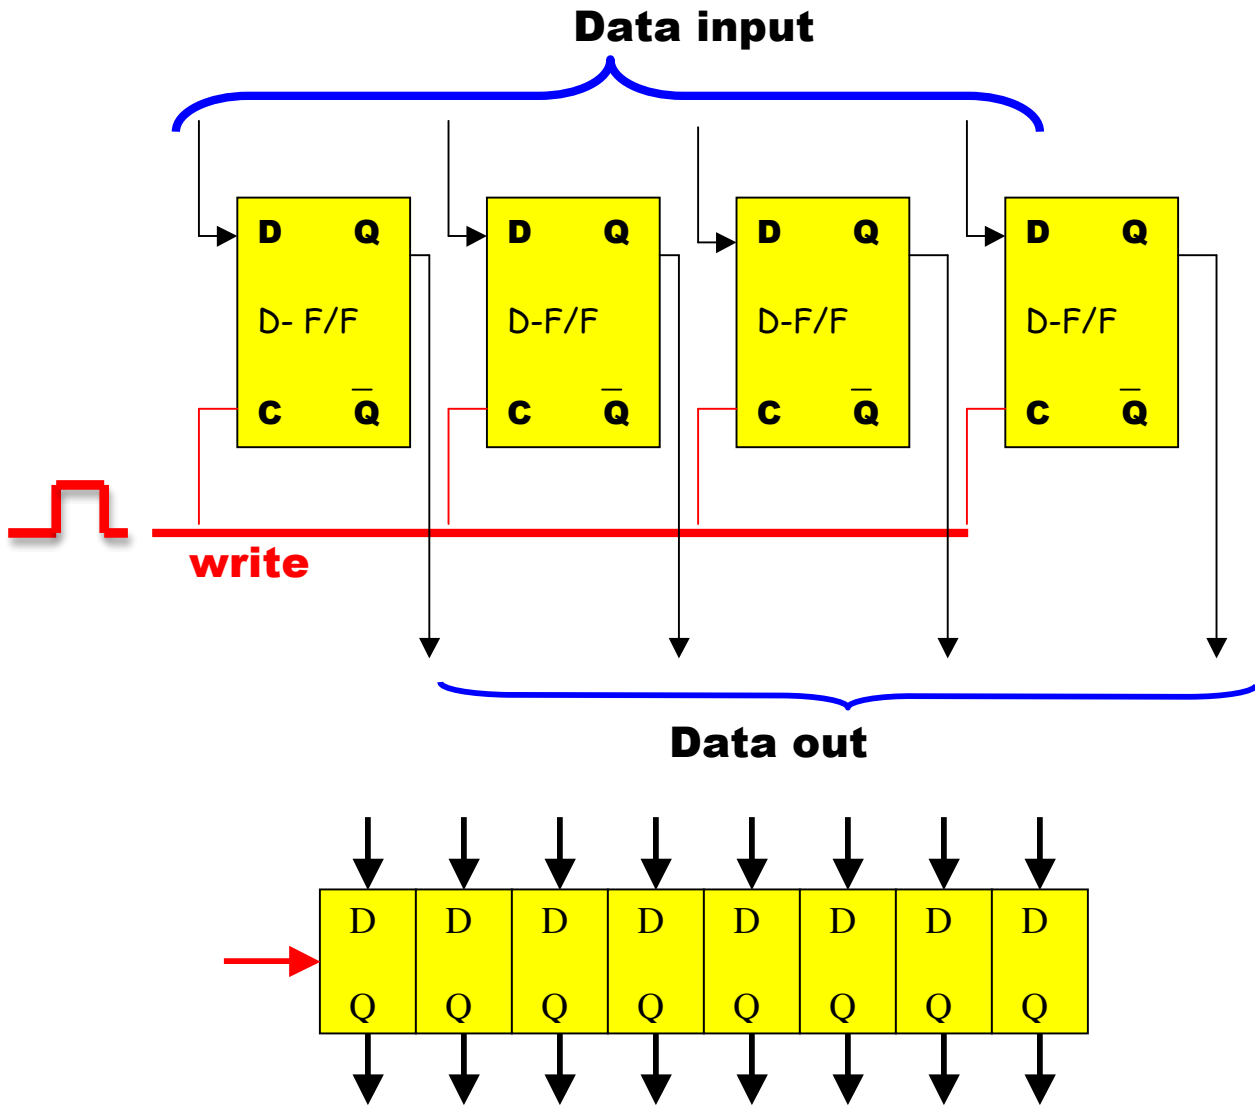 Data input
D Q D Q D Q D Q
D- F/F D-F/F D-F/F D-F/F
C Q̅ C Q̅ C Q̅ C Q̅
write
Data out
D D D D D D D D
Q Q Q Q Q Q Q Q